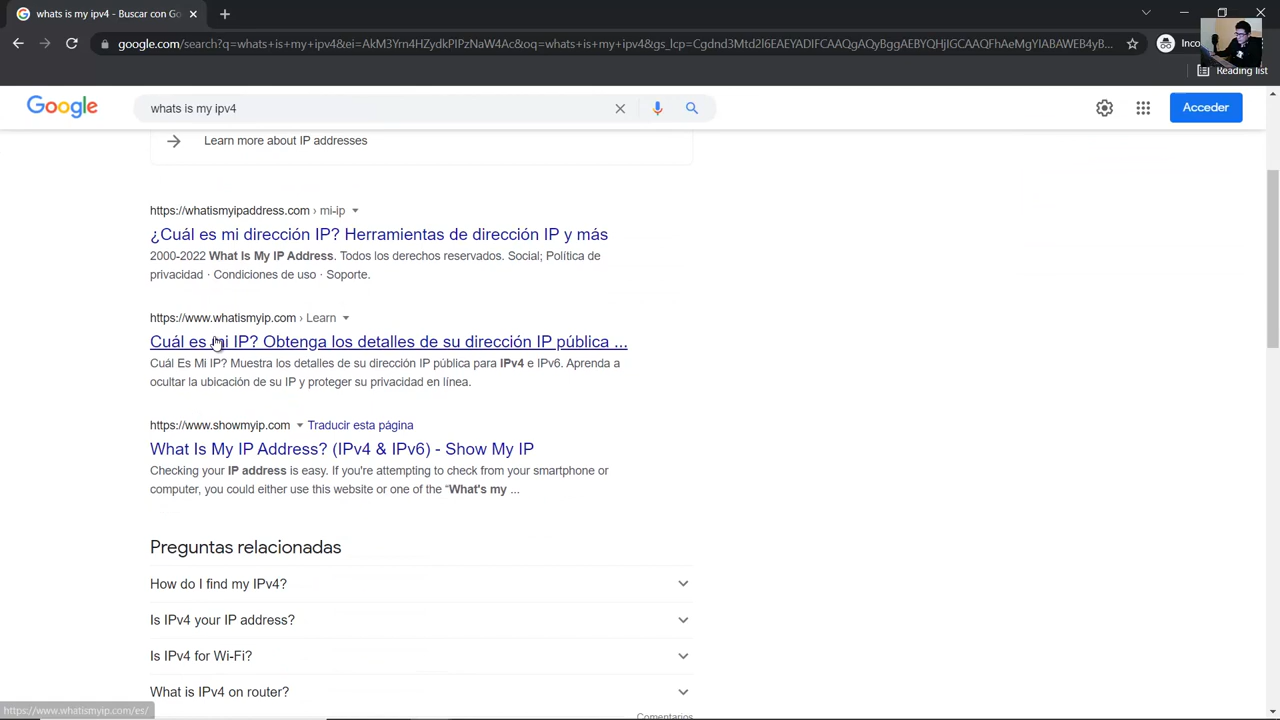 whats is my ipv4 - Buscar con Go
google.com/search?q=whats+is+my+ipv4&ei=AkM3Yrn4HZydkPIPzNaW4Ac&oq=whats+is+my+ipv4&gs_lcp=Cgdnd3Mtd2l6EAEYADIFCAAQgAQyBggAEBYQHjIGCAAQFhAeMgYIABAWEB4yB...
Reading list
Google
whats is my ipv4
Acceder
Learn more about IP addresses
https://whatismyipaddress.com › mi-ip
¿Cuál es mi dirección IP? Herramientas de dirección IP y más
2000-2022 What Is My IP Address. Todos los derechos reservados. Social; Política de
privacidad · Condiciones de uso · Soporte.
https://www.whatismyip.com › Learn
Cuál es mi IP? Obtenga los detalles de su dirección IP pública ...
Cuál Es Mi IP? Muestra los detalles de su dirección IP pública para IPv4 e IPv6. Aprenda a
ocultar la ubicación de su IP y proteger su privacidad en línea.
https://www.showmyip.com Traducir esta página
What Is My IP Address? (IPv4 & IPv6) - Show My IP
Checking your IP address is easy. If you're attempting to check from your smartphone or
computer, you could either use this website or one of the “What's my ...
Preguntas relacionadas
How do I find my IPv4?
Is IPv4 your IP address?
Is IPv4 for Wi-Fi?
What is IPv4 on router?
Comentarios
https://www.whatismyip.com/es/